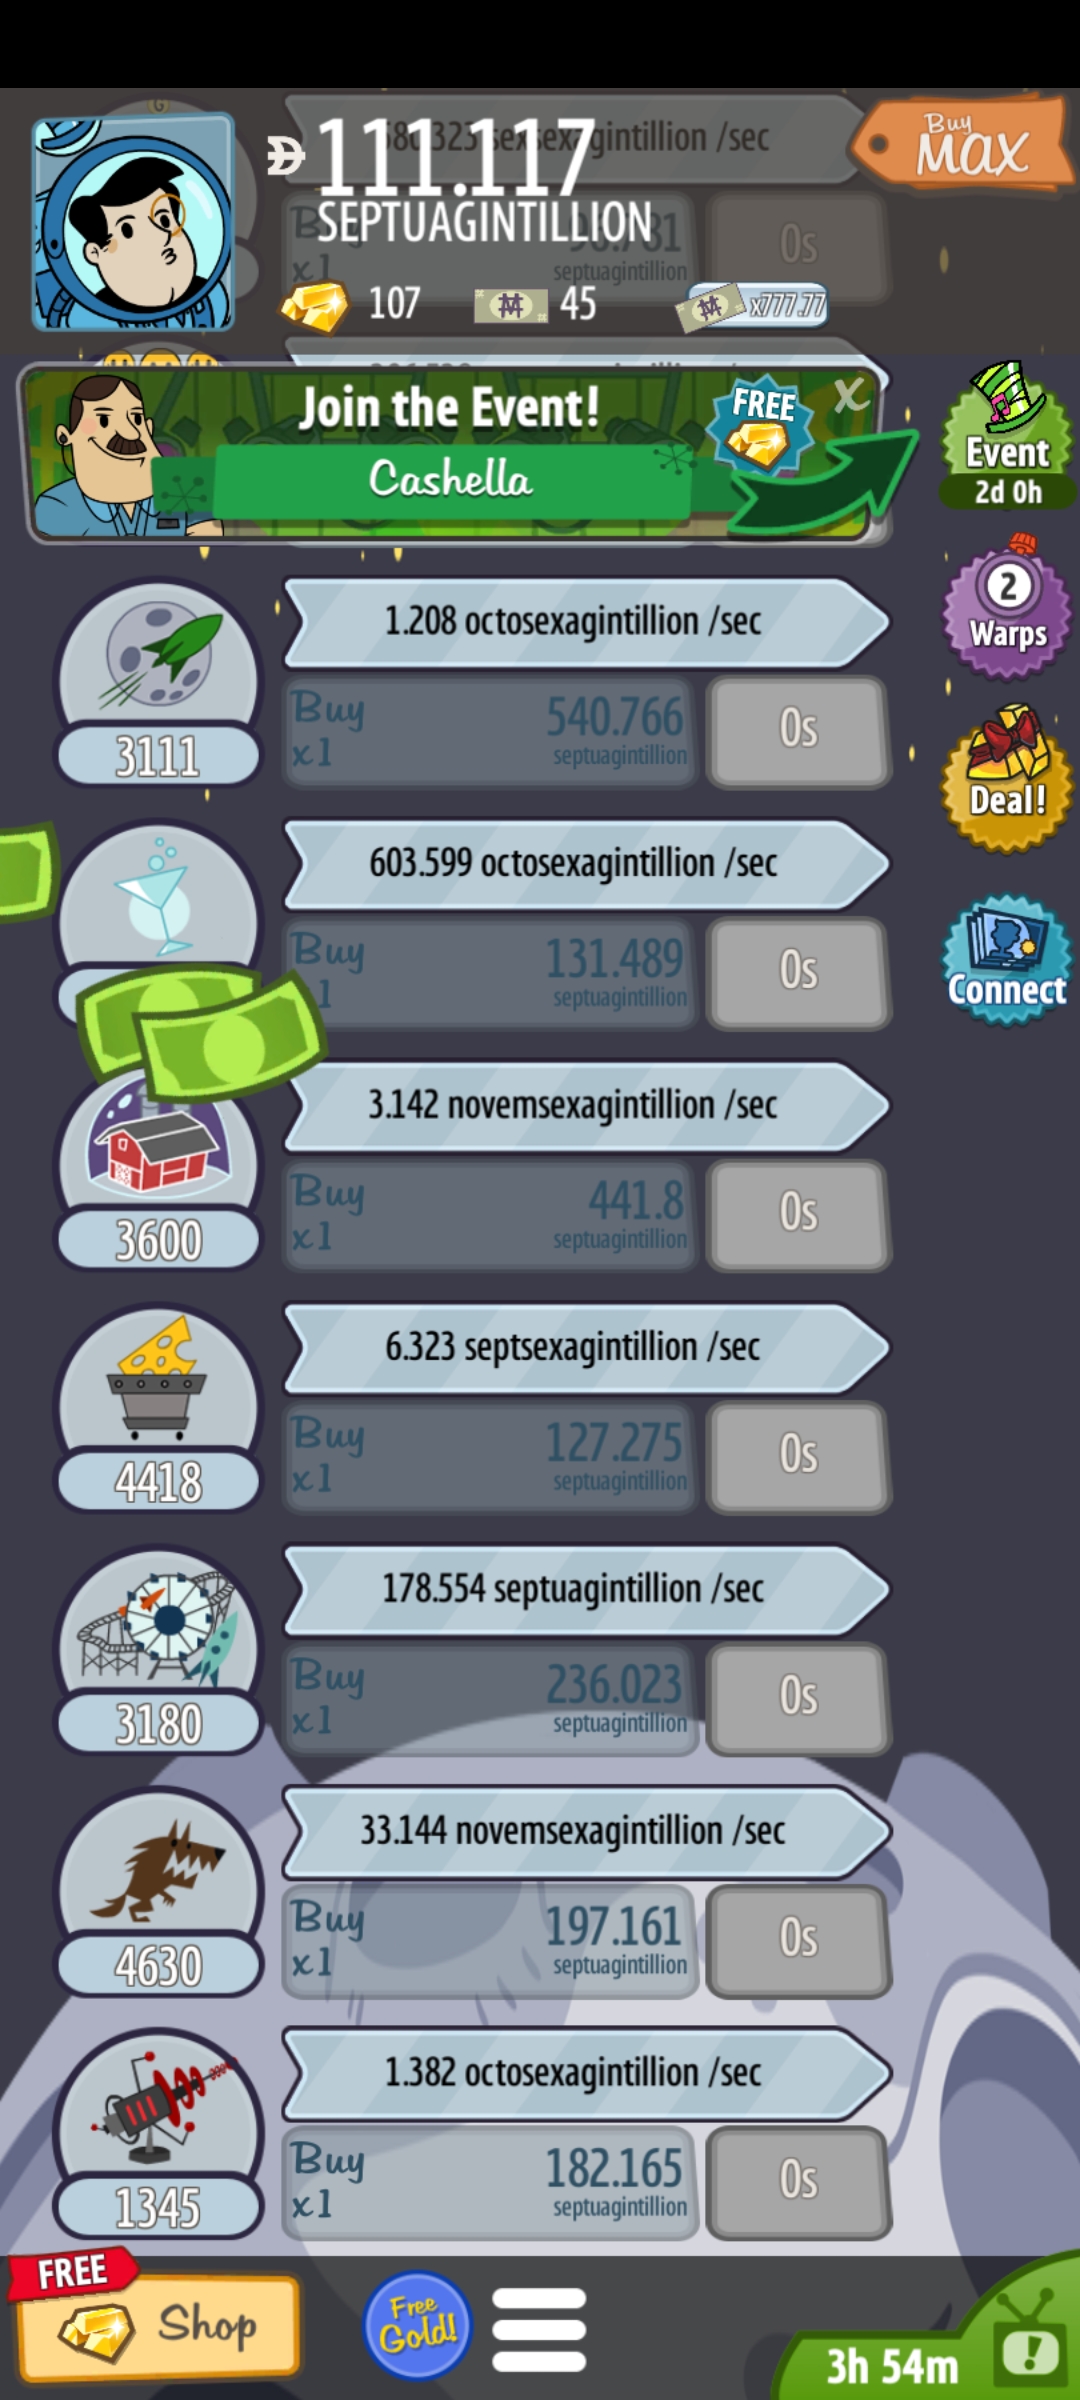 111.117
SEPTUAGINTILLION
Buy
MAX
/sec
Buy
x1
septuagintillion
0s
107
45
x777.77
Join the Event!
Cashella
FREE
X
Event
2d 0h
1.208 octosexagintillion /sec
Buy
x1
540.766
septuagintillion
0s
3111
2
Warps
Deal!
603.599 octosexagintillion /sec
Buy
131.489
septuagintillion
0s
Connect
3.142 novemsexagintillion /sec
Buy
x1
441.8
septuagintillion
0s
3600
6.323 septsexagintillion /sec
Buy
x1
127.275
septuagintillion
0s
4418
178.554 septuagintillion /sec
Buy
x1
236.023
septuagintillion
0s
3180
33.144 novemsexagintillion /sec
Buy
x1
197.161
septuagintillion
0s
4630
1.382 octosexagintillion /sec
Buy
x1
182.165
septuagintillion
0s
1345
FREE
Shop
Free
Gold!
3h 54m